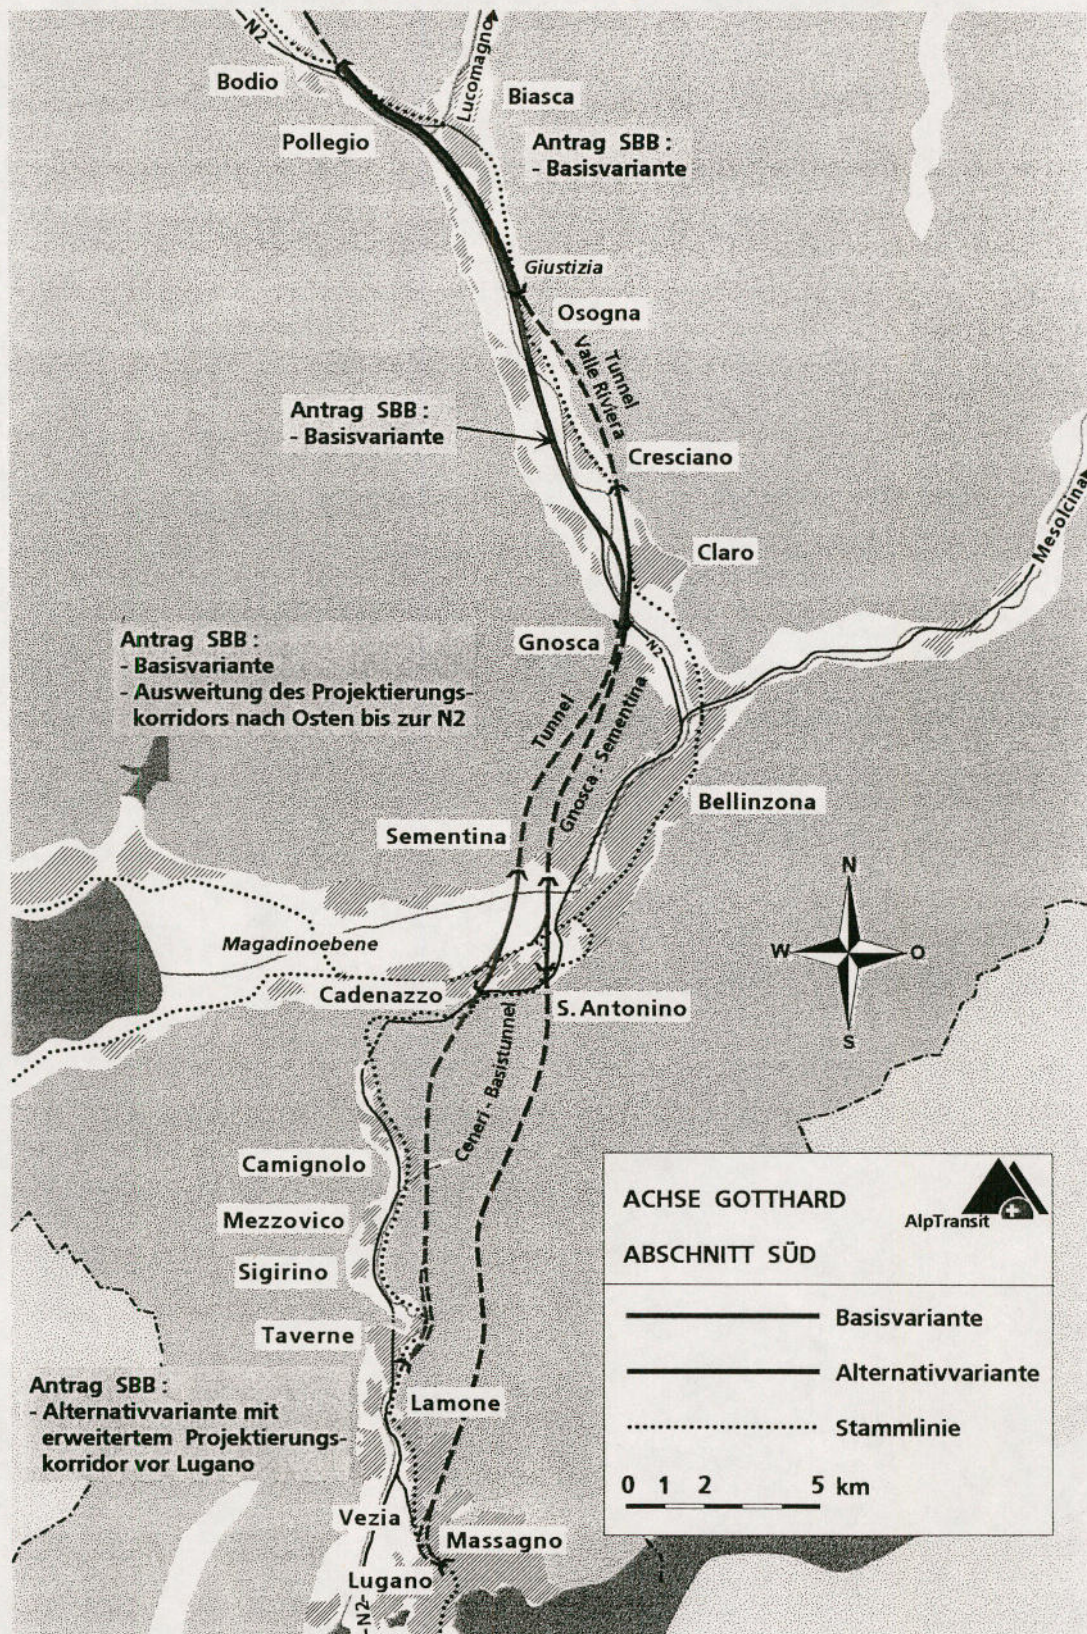 N2
Lucomagno
Bodio
Biasca
Pollegio
Antrag SBB :
- Basisvariante
Giustizia
Osogna
Tunnel
Valle Riviera
Antrag SBB :
- Basisvariante
Cresciano
Mesolcina
Claro
Antrag SBB :
- Basisvariante
- Ausweitung des Projektierungs-
korridors nach Osten bis zur N2
Gnosca
N2
Tunnel
Gnosca - Sementina
Bellinzona
Sementina
N
W
O
S
Magadinoebene
Cadenazzo
S. Antonino
Ceneri - Basistunnel
Camignolo
Mezzovico
Sigirino
Taverne
Antrag SBB :
- Alternativvariante mit
erweitertem Projektierungs-
korridor vor Lugano
Lamone
Vezia
Massagno
Lugano
N2
ACHSE GOTTHARD
AlpTransit
ABSCHNITT SÜD
Basisvariante
Alternativvariante
Stammlinie
0 1 2 5 km